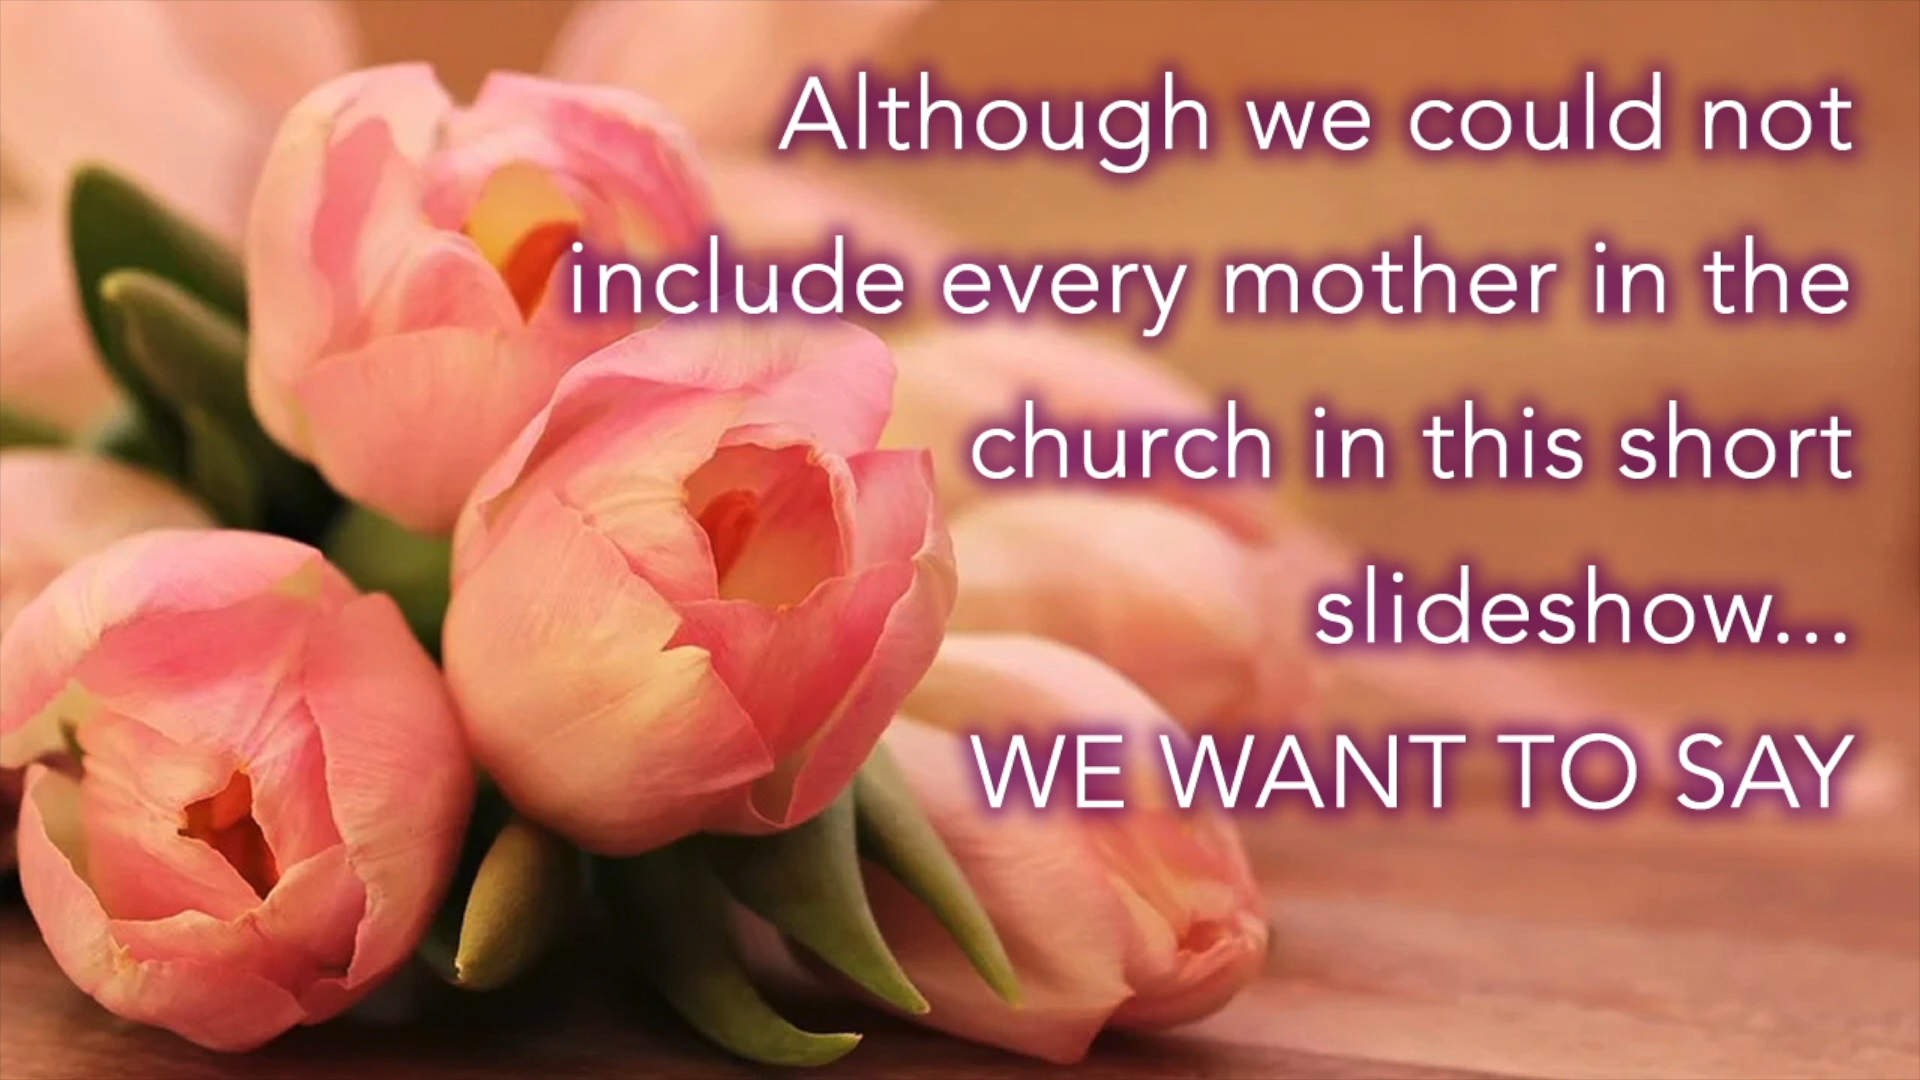 Although we could not
include every mother in the
church in this short
slideshow...
WE WANT TO SAY